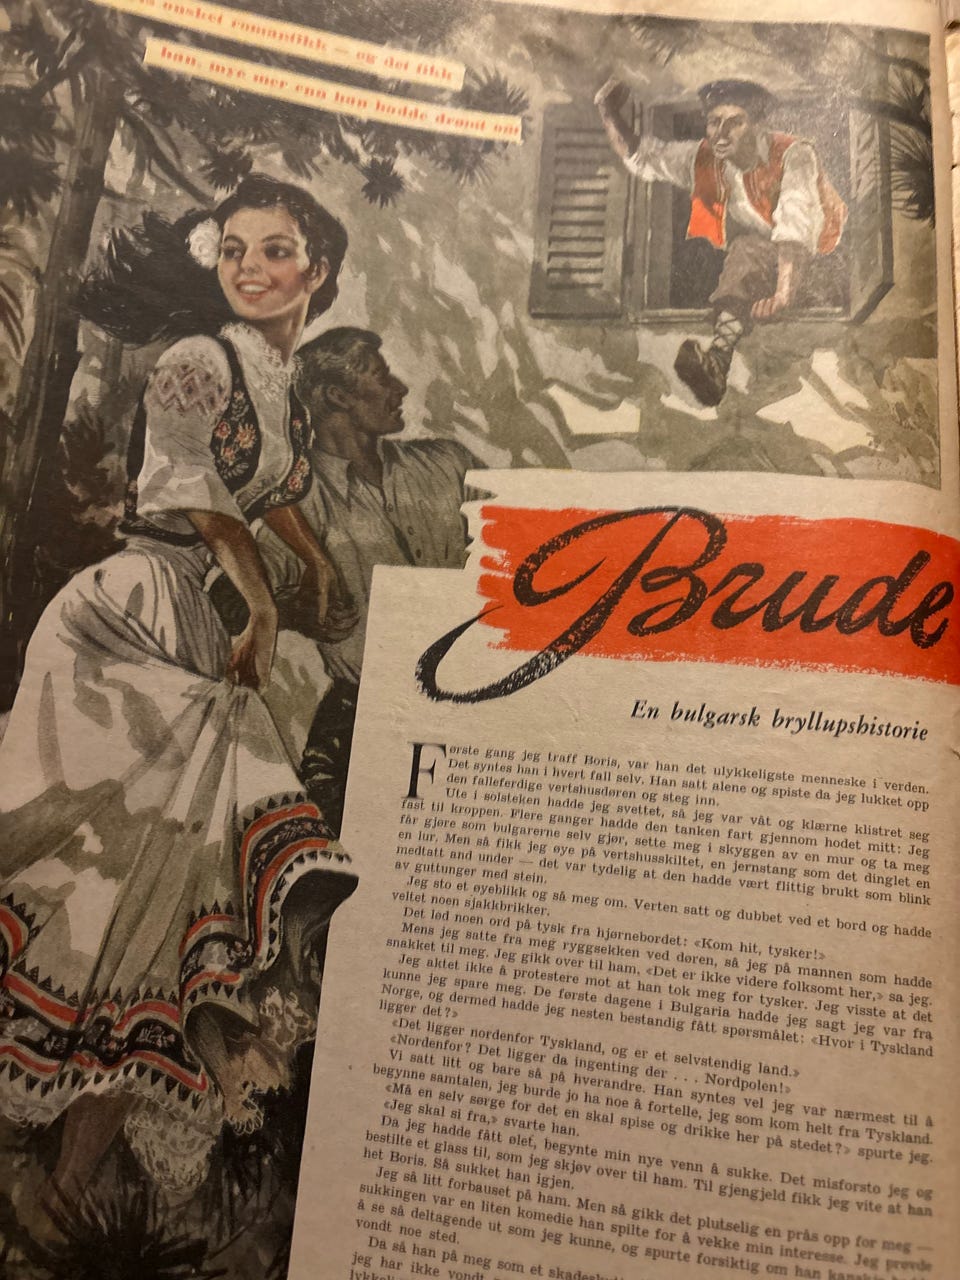 ønsket romantikk — og det fikk
han, mye mer enn han hadde drømt om
Brude
En bulgarsk bryllupshistorie
Første gang jeg traff Boris, var han det ulykkeligste menneske i verden.
Det syntes han i hvert fall selv. Han satt alene og spiste da jeg lukket opp
den falleferdige vertshusdøren og steg inn.
Ute i solsteken hadde jeg svettet, så jeg var våt og klærne klistret seg
fast til kroppen. Flere ganger hadde den tanken fart gjennom hodet mitt: Jeg
får gjøre som bulgarerne selv gjør, sette meg i skyggen av en mur og ta meg
en lur. Men så fikk jeg øye på vertshusskiltet, en jernstang som det dinglet en
medtatt and under — det var tydelig at den hadde vært flittig brukt som blink
av guttunger med stein.
Jeg sto et øyeblikk og så meg om. Verten satt og dubbet ved et bord og hadde
veltet noen sjakkbrikker.
Det lød noen ord på tysk fra hjørnebordet: «Kom hit, tysker!»
Mens jeg satte fra meg ryggsekken ved døren, så jeg på mannen som hadde
snakket til meg. Jeg gikk over til ham. «Det er ikke videre folksomt her,» sa jeg.
Jeg aktet ikke å protestere mot at han tok meg for tysker. Jeg visste at det
kunne jeg spare meg. De første dagene i Bulgaria hadde jeg sagt jeg var fra
Norge, og dermed hadde jeg nesten bestandig fått spørsmålet: «Hvor i Tyskland
ligger det?»
«Det ligger nordenfor Tyskland, og er et selvstendig land.»
«Nordenfor? Det ligger da ingenting der . . . Nordpolen!»
Vi satt litt og bare så på hverandre. Han syntes vel jeg var nærmest til å
begynne samtalen, jeg burde jo ha noe å fortelle, jeg som kom helt fra Tyskland.
«Må en selv sørge for det en skal spise og drikke her på stedet?» spurte jeg.
«Jeg skal si fra,» svarte han.
Da jeg hadde fått ølet, begynte min nye venn å sukke. Det misforsto jeg og
bestilte et glass til, som jeg skjøv over til ham. Til gjengjeld fikk jeg vite at han
het Boris. Så sukket han igjen.
Jeg så litt forbauset på ham. Men så gikk det plutselig en prås opp for meg —
sukkingen var en liten komedie han spilte for å vekke min interesse. Jeg prøvde
å se så deltagende ut som jeg kunne, og spurte forsiktig om han kanskje
vondt noe sted.
Da så han på meg som et
jeg har ikke vondt